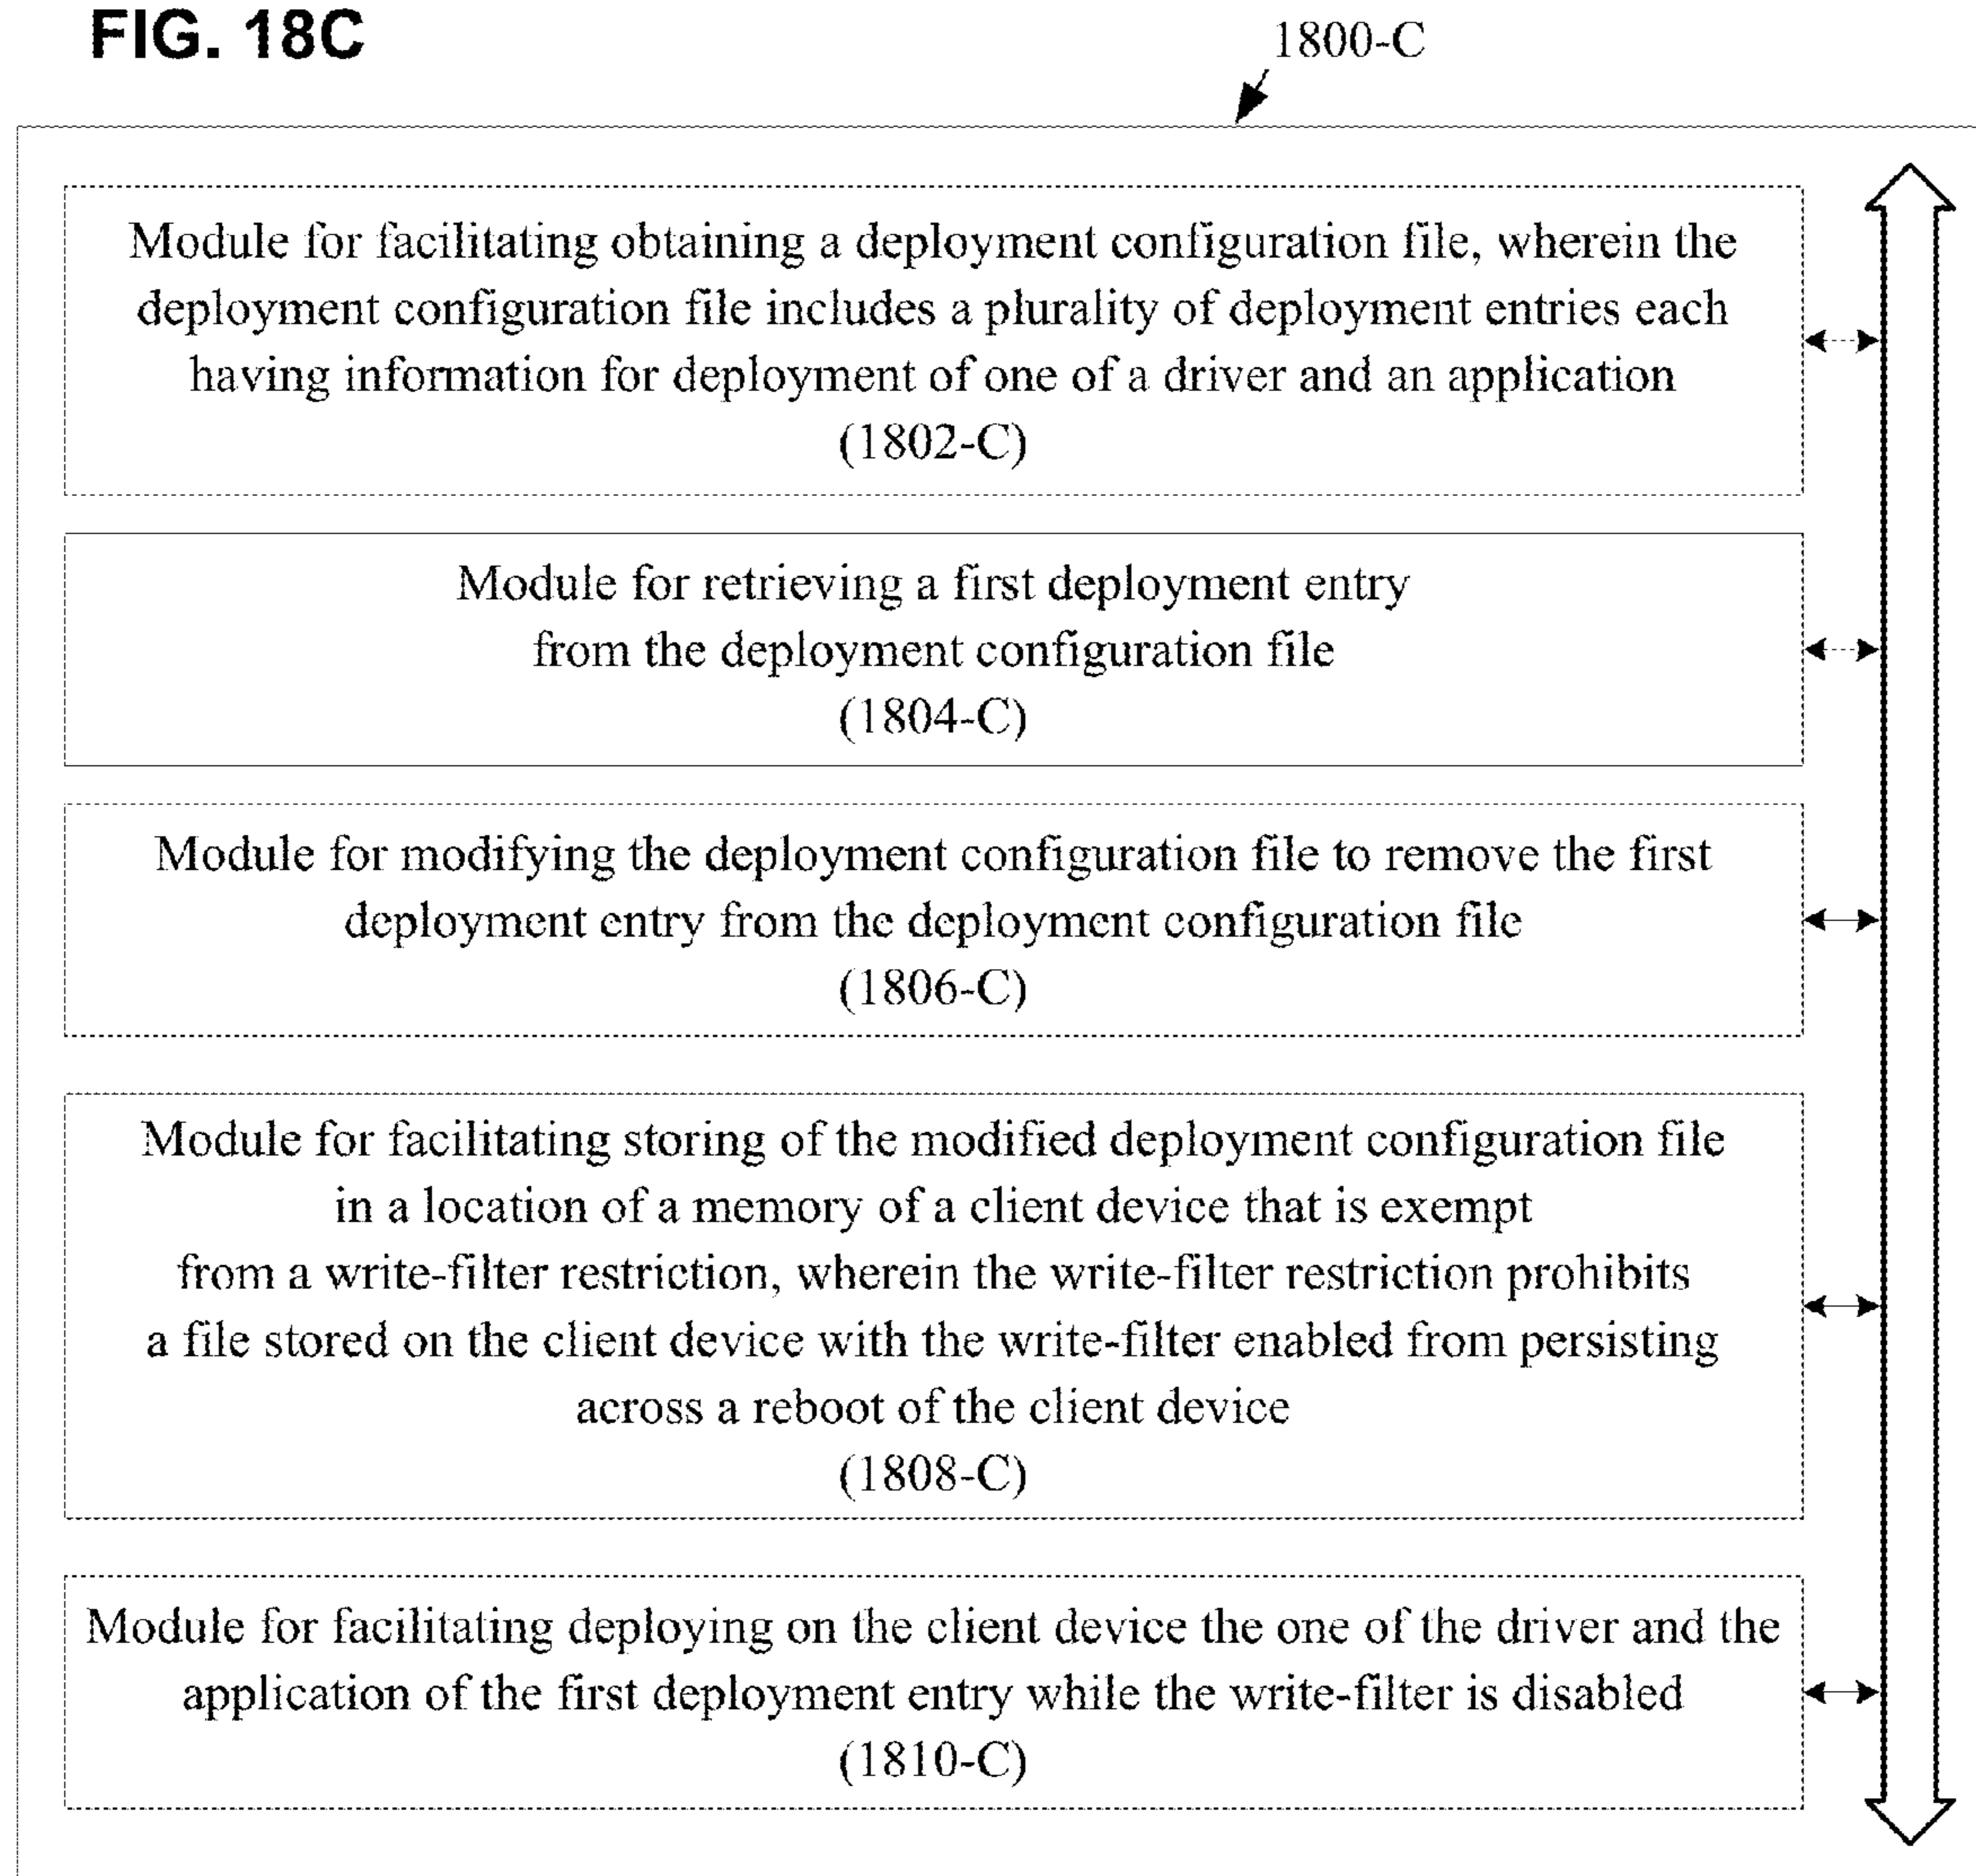 FIG. 18C
1800-C
Module for facilitating obtaining a deployment configuration file, wherein the
deployment configuration file includes a plurality of deployment entries each
having information for deployment of one of a driver and an application
(1802-C)
Module for retrieving a first deployment entry
from the deployment configuration file
(1804-C)
Module for modifying the deployment configuration file to remove the first
deployment entry from the deployment configuration file
(1806-C)
Module for facilitating storing of the modified deployment configuration file
in a location of a memory of a client device that is exempt
from a write-filter restriction, wherein the write-filter restriction prohibits
a file stored on the client device with the write-filter enabled from persisting
across a reboot of the client device
(1808-C)
Module for facilitating deploying on the client device the one of the driver and the
application of the first deployment entry while the write-filter is disabled
(1810-C)